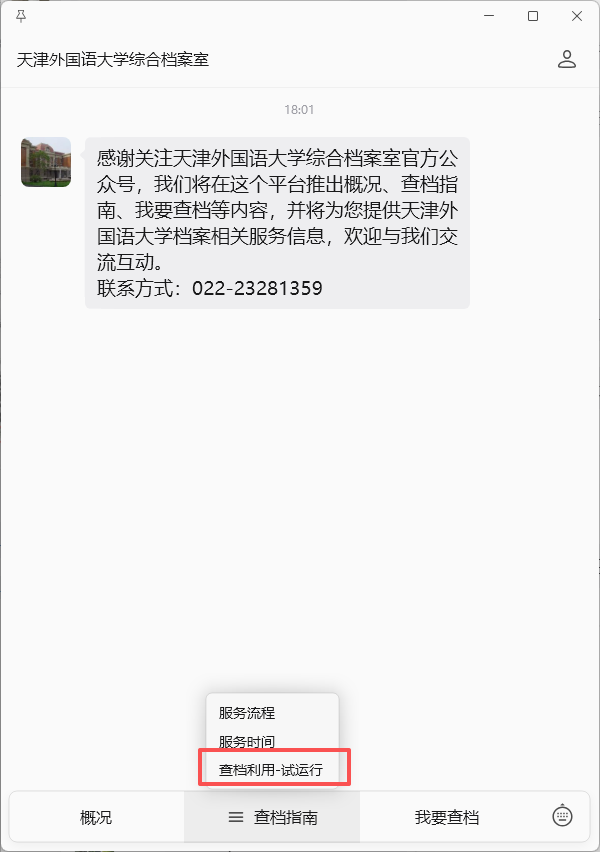 天津外国语大学综合档案室
18:01
感谢关注天津外国语大学综合档案室官方公
众号，我们将在这个平台推出概况、查档指
南、我要查档等内容，并将为您提供天津外
国语大学档案相关服务信息，欢迎与我们交
流互动。
联系方式：022-23281359
服务流程
服务时间
查档利用-试运行
概况
查档指南
我要查档